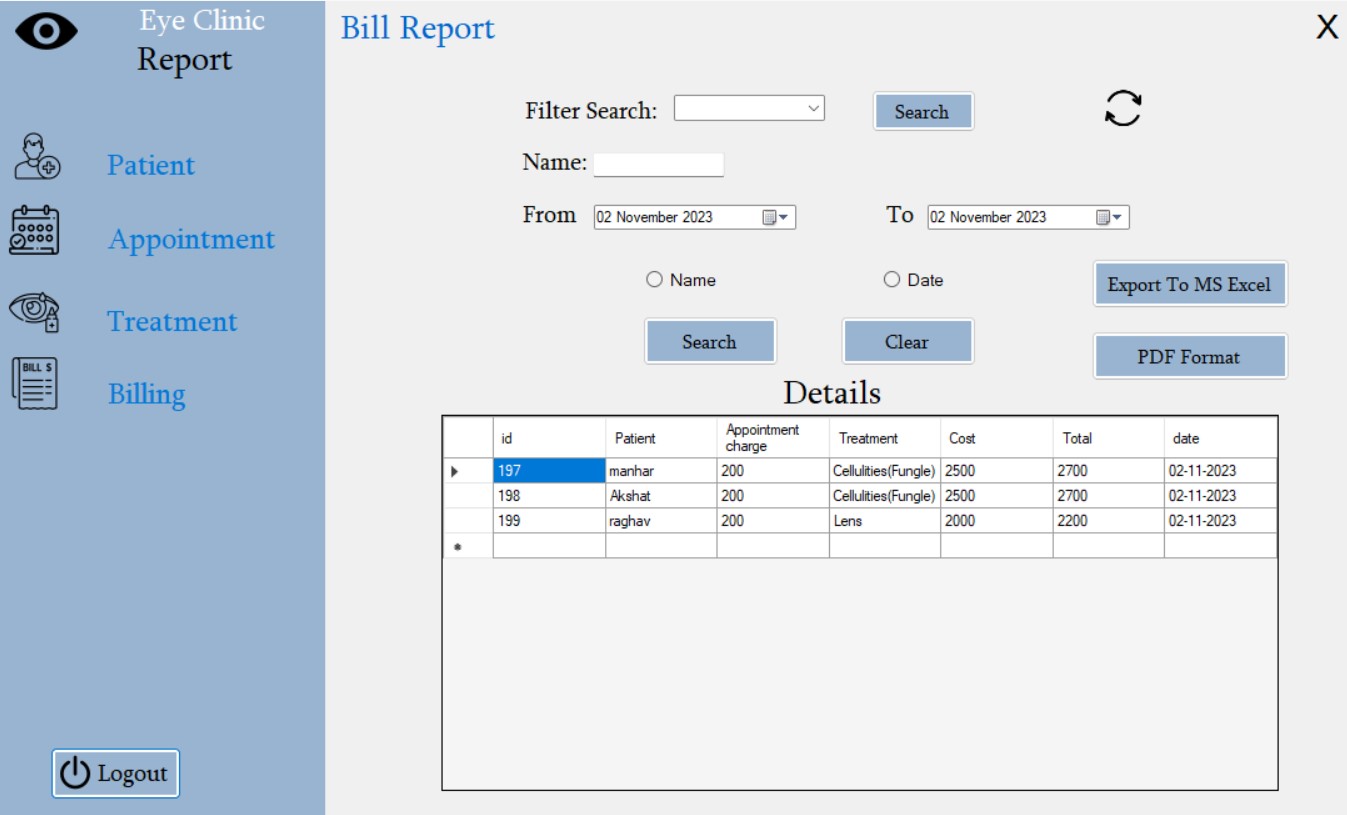 Eye Clinic
Report
Patient
Appointment
Treatment
BILL $
Billing
Logout
Bill Report
X
Filter Search:
Search
Name:
From 02 November 2023 To 02 November 2023
Name Date
Export To MS Excel
Search Clear
PDF Format
Details
id Patient Appointment charge Treatment Cost Total date
197 manhar 200 Cellulities(Fungle) 2500 2700 02-11-2023
198 Akshat 200 Cellulities(Fungle) 2500 2700 02-11-2023
199 raghav 200 Lens 2000 2200 02-11-2023